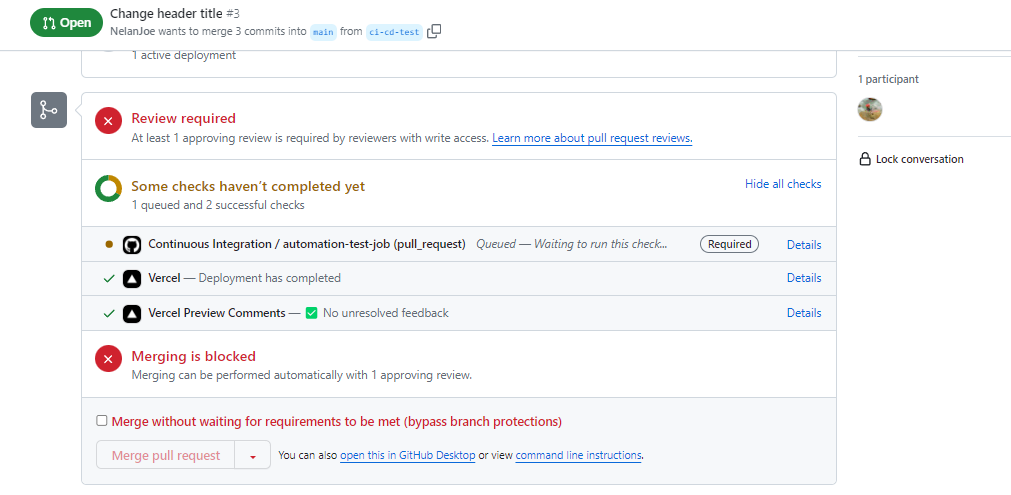 Open
Change header title #3
NelanJoe wants to merge 3 commits into main from ci-cd-test
1 active deployment
1 participant
Review required
At least 1 approving review is required by reviewers with write access. Learn more about pull request reviews.
Lock conversation
Some checks haven't completed yet
Hide all checks
1 queued and 2 successful checks
Continuous Integration / automation-test-job (pull_request) Queued — Waiting to run this check... Required Details
Vercel — Deployment has completed Details
Vercel Preview Comments — ✅ No unresolved feedback Details
Merging is blocked
Merging can be performed automatically with 1 approving review.
Merge without waiting for requirements to be met (bypass branch protections)
Merge pull request You can also open this in GitHub Desktop or view command line instructions.